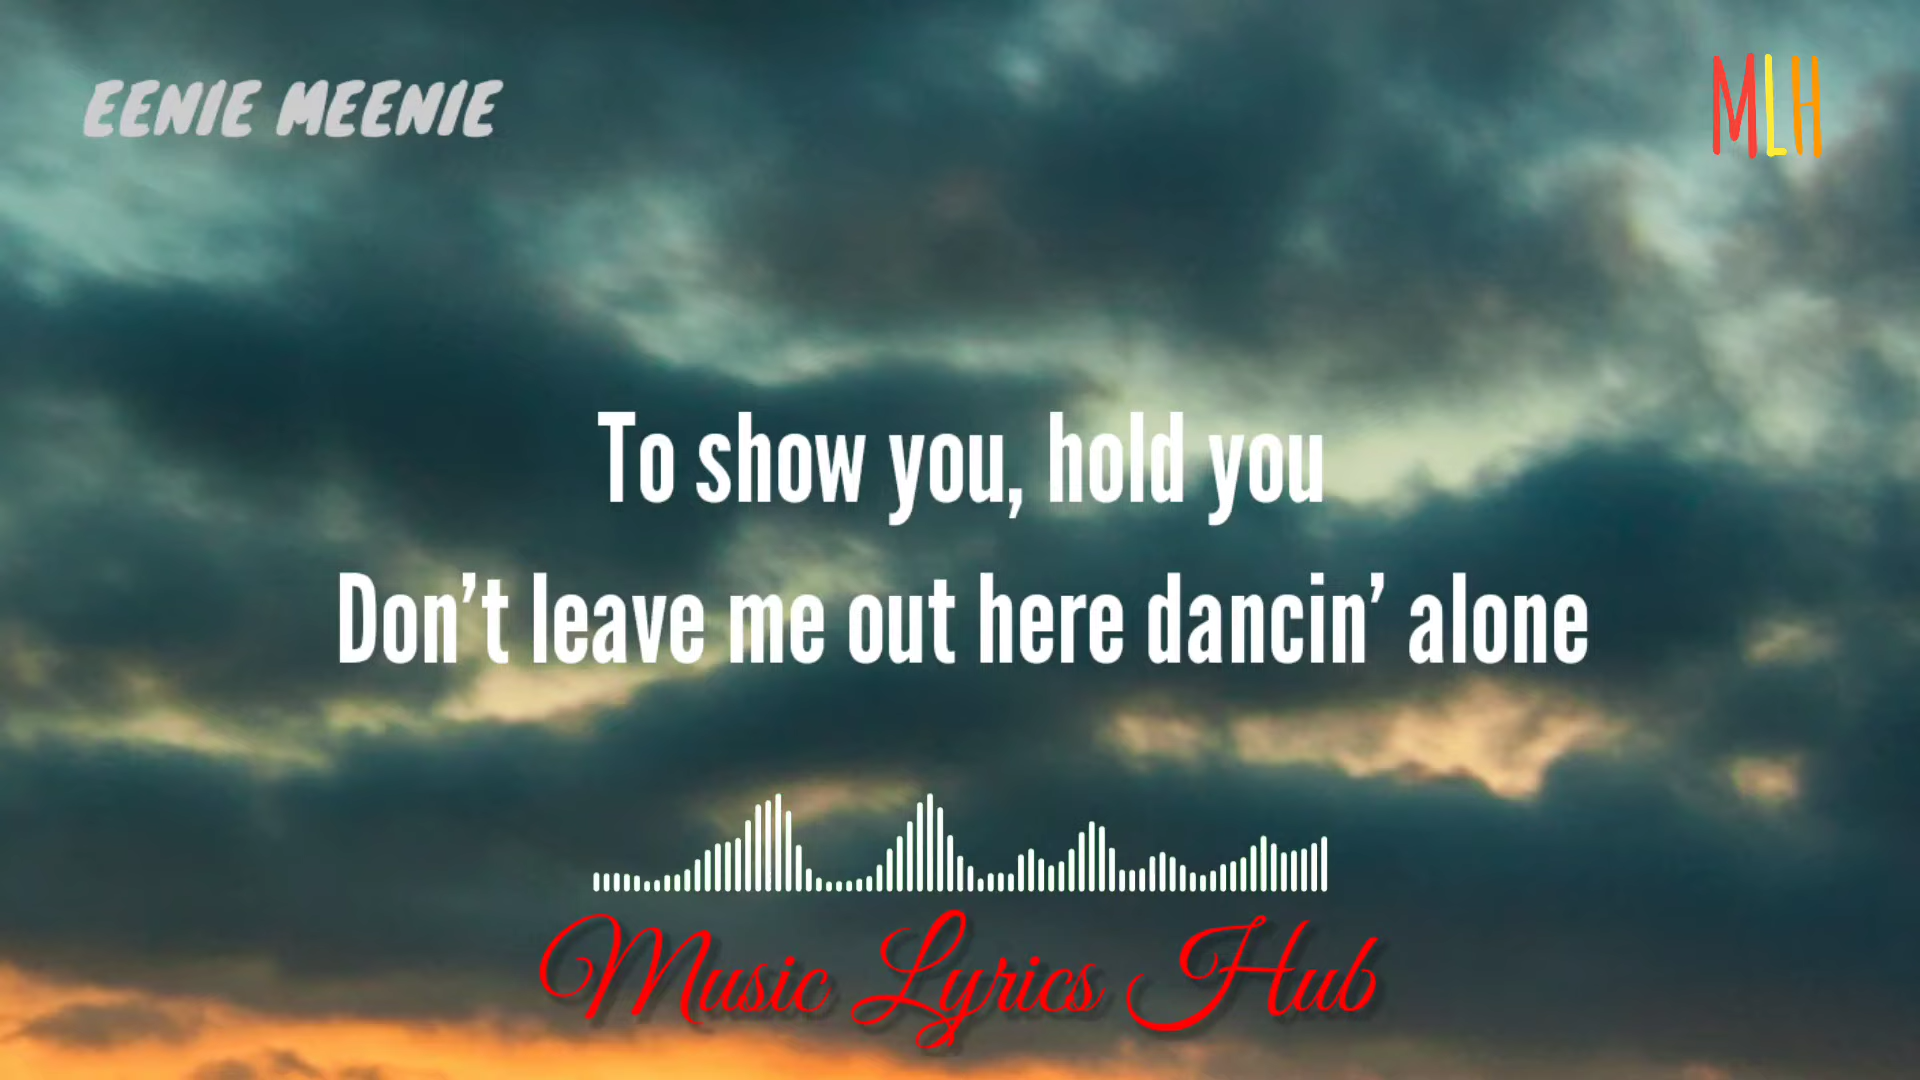 EENIE MEENIE
MLH
To show you, hold you
Don’t leave me out here dancin’ alone
Music Lyrics Hub